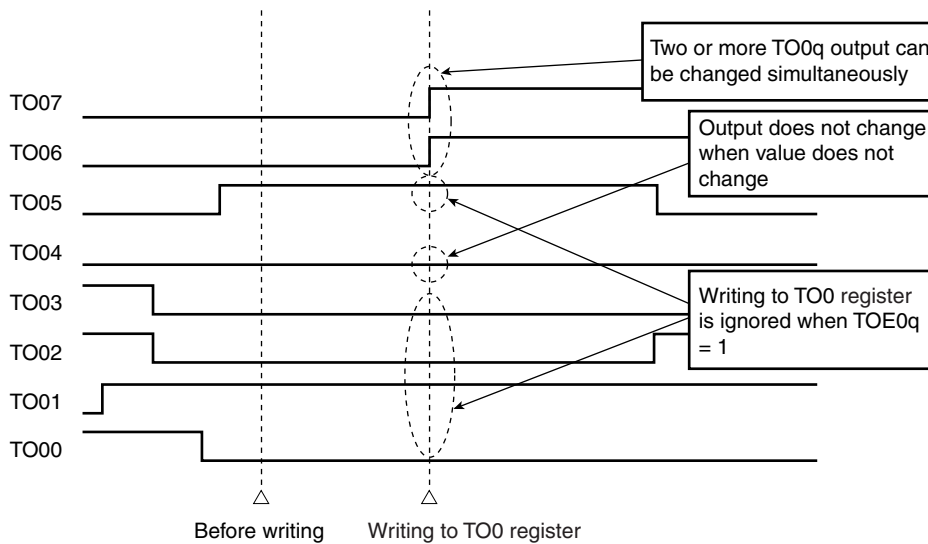 Two or more TO0q output can
be changed simultaneously
TO07
Output does not change
when value does not
change
TO06
TO05
TO04
Writing to TO0 register
is ignored when TOE0q
= 1
TO03
TO02
TO01
TO00
Before writing
Writing to TO0 register